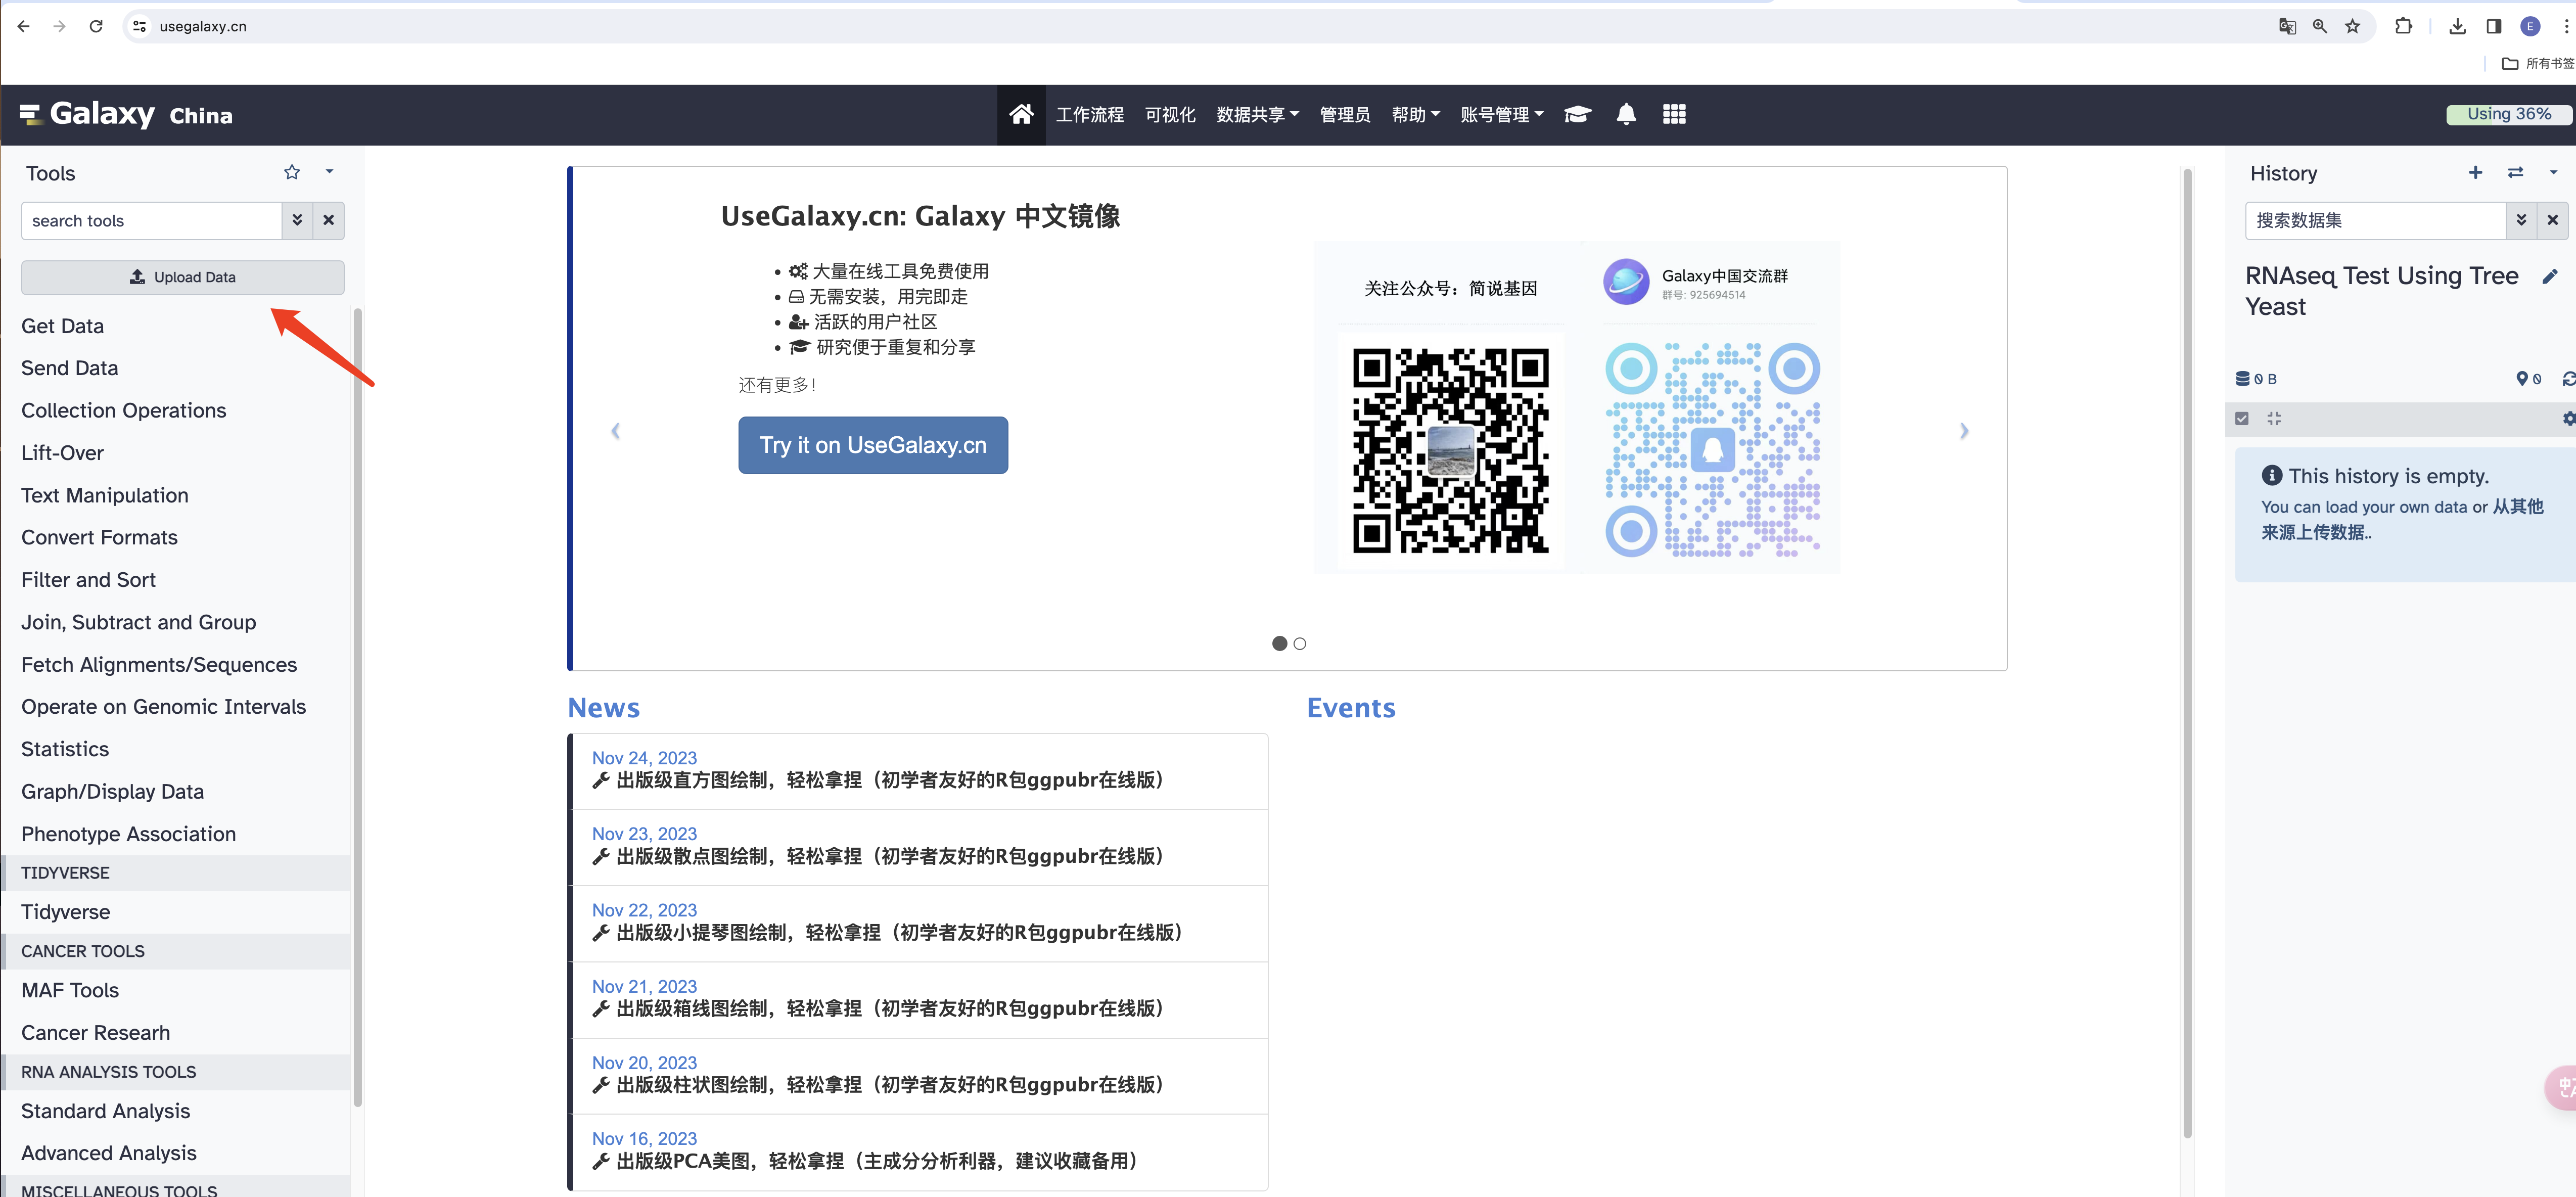 usegalaxy.cn
E
所有书签
Galaxy China
工作流程 可视化 数据共享 管理员 帮助 账号管理
Using 36%
Tools
search tools
Upload Data
Get Data
Send Data
Collection Operations
Lift-Over
Text Manipulation
Convert Formats
Filter and Sort
Join, Subtract and Group
Fetch Alignments/Sequences
Operate on Genomic Intervals
Statistics
Graph/Display Data
Phenotype Association
TIDYVERSE
Tidyverse
CANCER TOOLS
MAF Tools
Cancer Researh
RNA ANALYSIS TOOLS
Standard Analysis
Advanced Analysis
MISCELLANEOUS TOOLS
UseGalaxy.cn: Galaxy 中文镜像
大量在线工具免费使用
无需安装，用完即走
活跃的用户社区
研究便于重复和分享
还有更多!
Try it on UseGalaxy.cn
关注公众号：简说基因
Galaxy中国交流群
群号: 925694514
News
Nov 24, 2023
出版级直方图绘制，轻松拿捏（初学者友好的R包ggpubr在线版）
Nov 23, 2023
出版级散点图绘制，轻松拿捏（初学者友好的R包ggpubr在线版）
Nov 22, 2023
出版级小提琴图绘制，轻松拿捏（初学者友好的R包ggpubr在线版）
Nov 21, 2023
出版级箱线图绘制，轻松拿捏（初学者友好的R包ggpubr在线版）
Nov 20, 2023
出版级柱状图绘制，轻松拿捏（初学者友好的R包ggpubr在线版）
Nov 16, 2023
出版级PCA美图，轻松拿捏（主成分分析利器，建议收藏备用）
Events
History
搜索数据集
RNAseq Test Using Tree
Yeast
0 B
0
This history is empty.
You can load your own data or 从其他
来源上传数据..
中